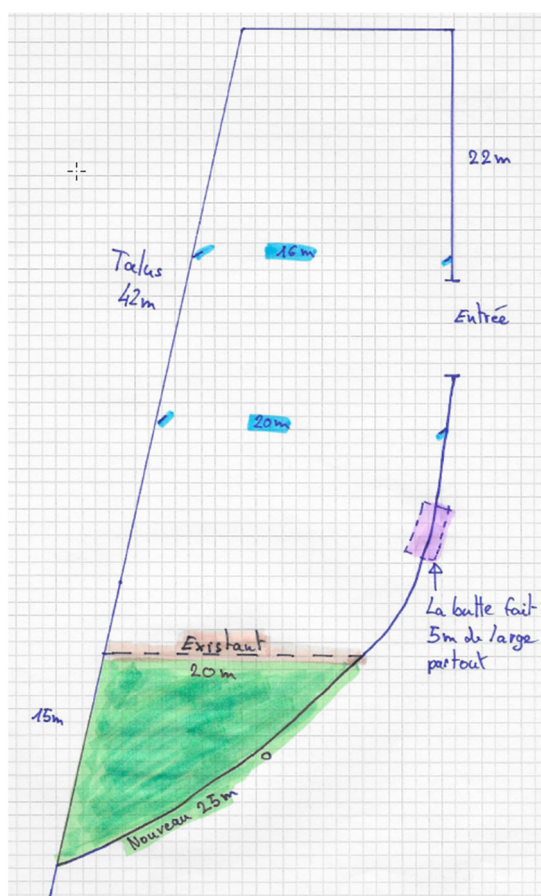 22m
16m
Talus
42m
Entrée
20m
La butte fait
5m de large
partout
Existant
20m
15m
Nouveau 25m